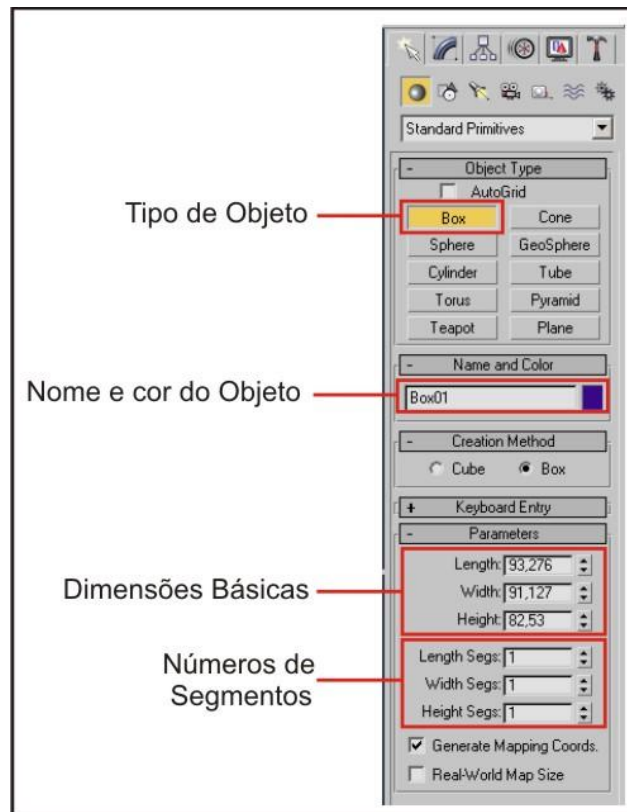 Standard Primitives
- Object Type
AutoGrid
Tipo de Objeto
Box Cone
Sphere GeoSphere
Cylinder Tube
Torus Pyramid
Teapot Plane
- Name and Color
Nome e cor do Objeto
Box01
- Creation Method
Cube Box
+ Keyboard Entry
- Parameters
Dimensões Básicas
Length: 93,276
Width: 91,127
Height: 82,53
Números de
Segmentos
Length Segs: 1
Width Segs: 1
Height Segs: 1
Generate Mapping Coords.
Real-World Map Size